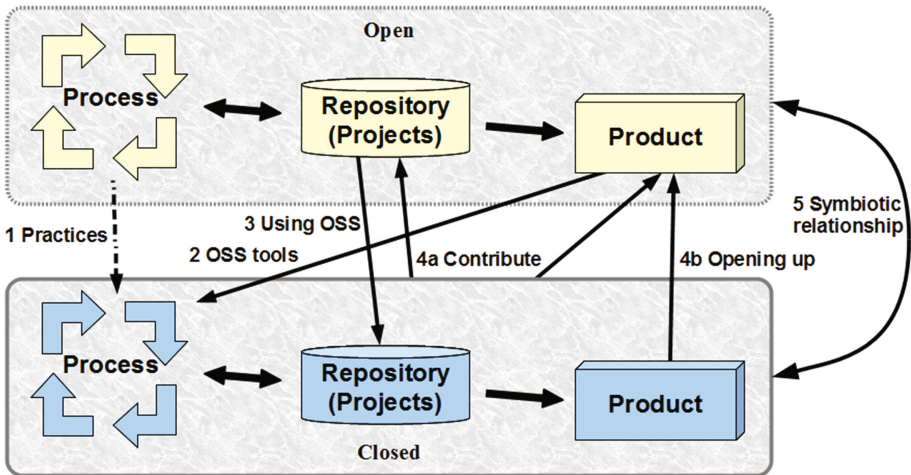 Open
Process
Repository
(Projects)
Product
1 Practices
2 OSS tools
3 Using OSS
4a Contribute
4b Opening up
5 Symbiotic
relationship
Process
Repository
(Projects)
Product
Closed